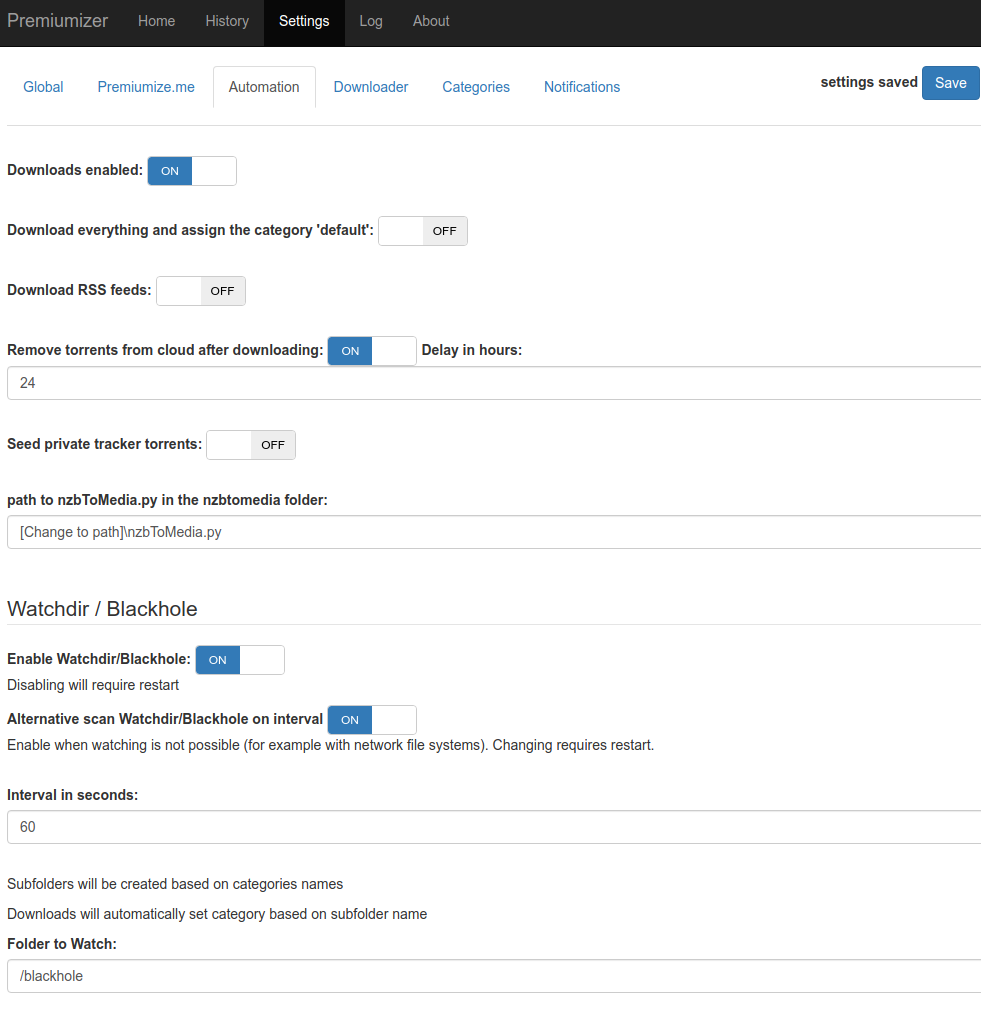 Premiumizer Home History Settings Log About
Global Premiumize.me Automation Downloader Categories Notifications settings saved Save
Downloads enabled: ON
Download everything and assign the category 'default': OFF
Download RSS feeds: OFF
Remove torrents from cloud after downloading: ON Delay in hours:
24
Seed private tracker torrents: OFF
path to nzbToMedia.py in the nzbtomedia folder:
[Change to path]\nzbToMedia.py
Watchdir / Blackhole
Enable Watchdir/Blackhole: ON
Disabling will require restart
Alternative scan Watchdir/Blackhole on interval ON
Enable when watching is not possible (for example with network file systems). Changing requires restart.
Interval in seconds:
60
Subfolders will be created based on categories names
Downloads will automatically set category based on subfolder name
Folder to Watch:
/blackhole